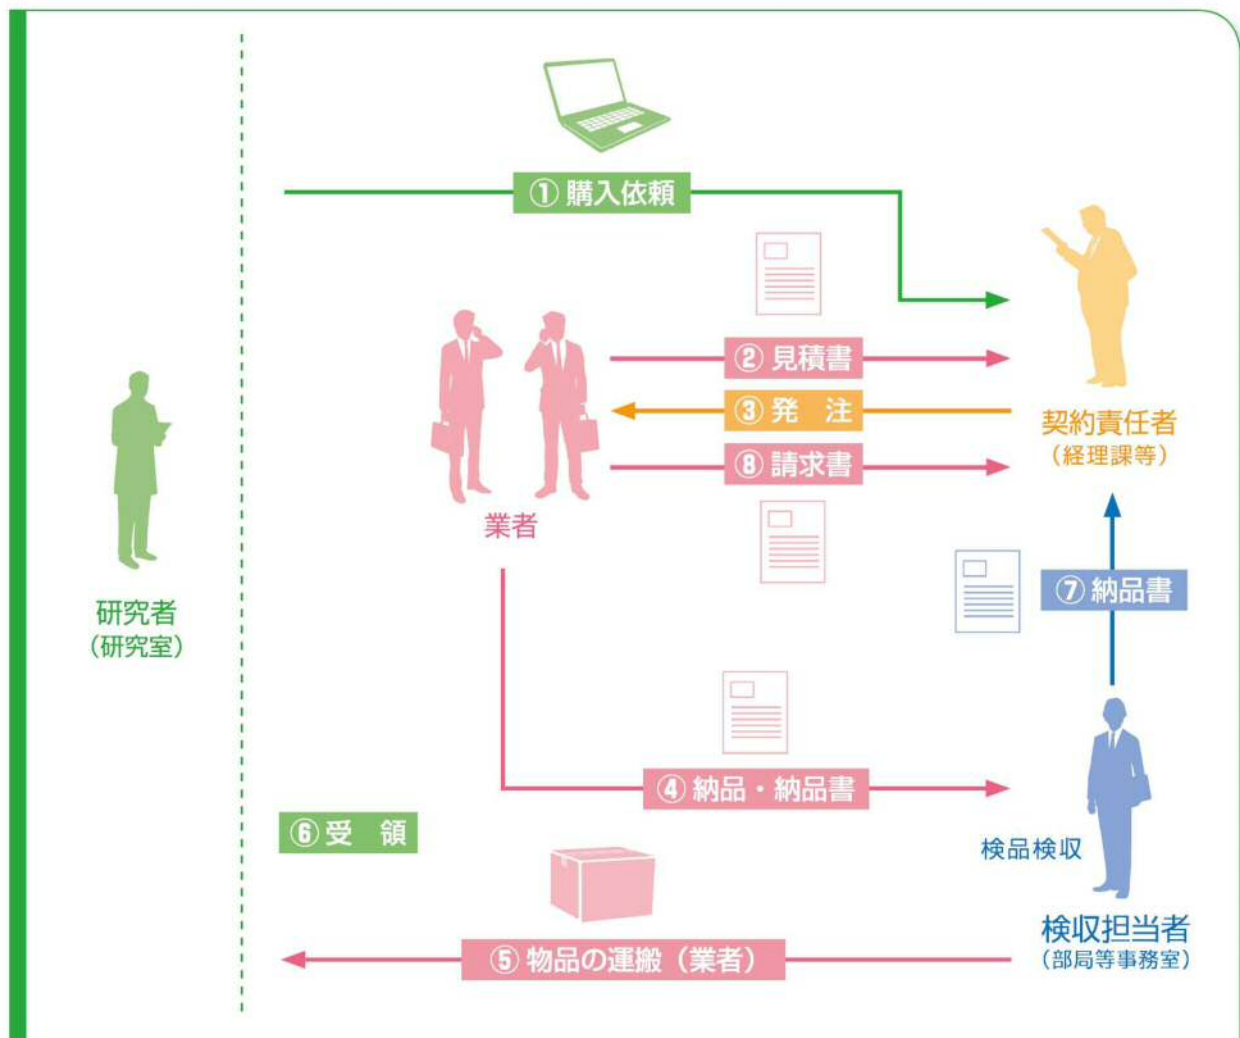 ①購入依頼
②見積書
③発　注
契約責任者
（経理課等）
⑧請求書
業者
⑦納品書
研究者
（研究室）
④納品・納品書
⑥受　領
検品検収
検収担当者
（部局等事務室）
⑤物品の運搬（業者）